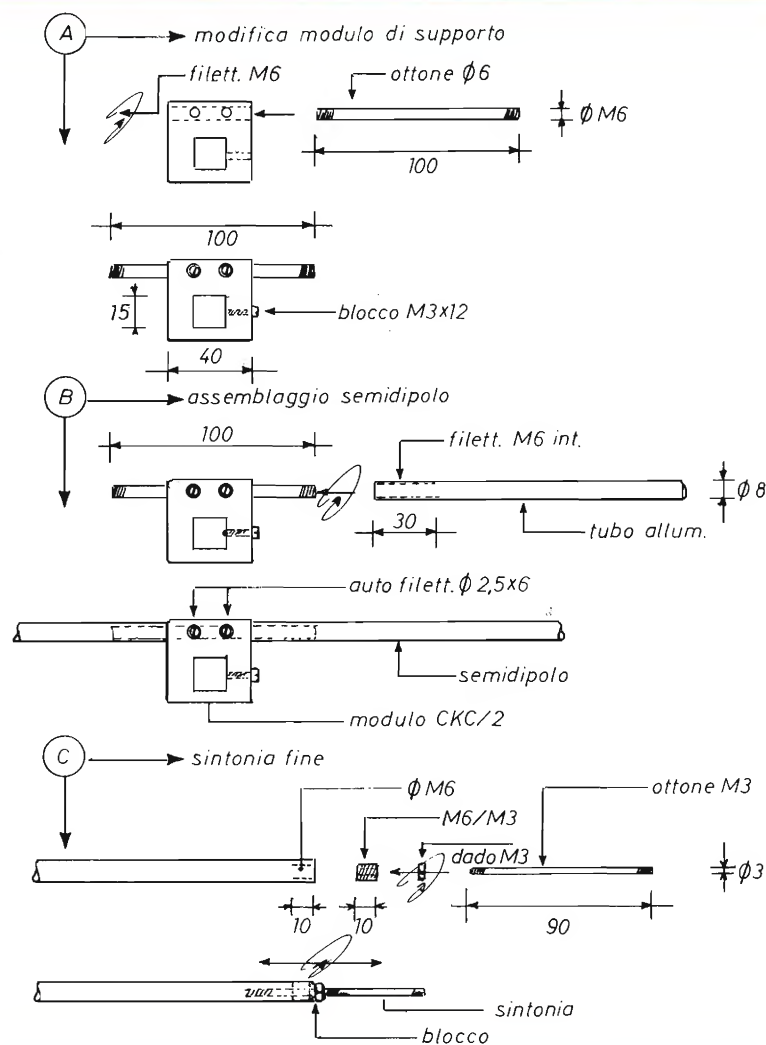 A
modifica modulo di supporto
filett. M6
ottone ϕ6
ϕ M6
100
100
15
blocco M3x12
40
B
assemblaggio semidipolo
100
filett. M6 int.
ϕ 8
30
tubo allum.
auto filett. ϕ 2,5x6
semidipolo
modulo CKC/2
C
sintonia fine
ϕ M6
ottone M3
M6/M3
dado M3
ϕ3
10
10
90
sintonia
blocco